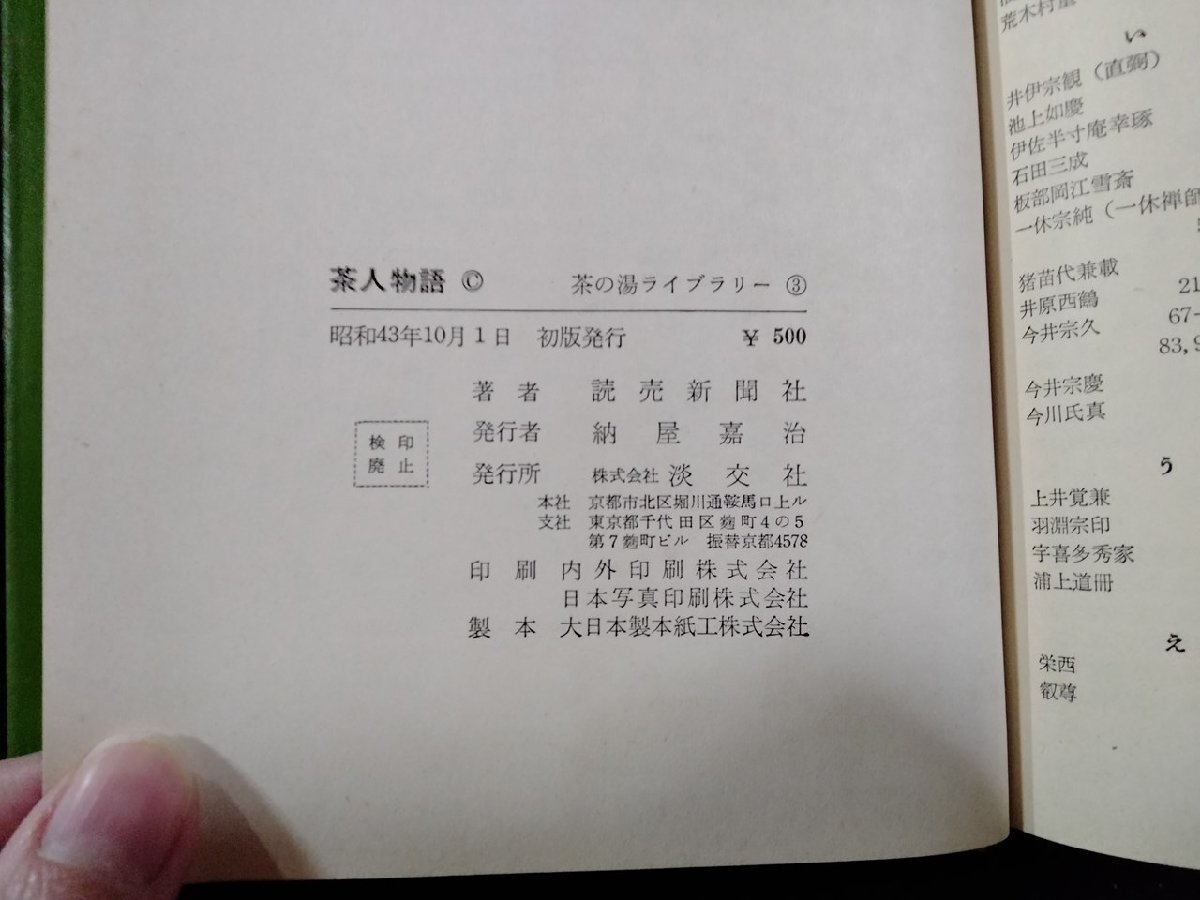 茶人物語 © 茶の湯ライブラリー ③
昭和43年10月1日 初版発行 ¥ 500
著者 読売新聞社
発行者 納屋嘉治
発行所 株式会社 淡交社
本社 京都市北区堀川通鞍馬口上ル
支社 東京都千代田区麹町4の5
第7麹町ビル 振替京都4578
印刷 内外印刷株式会社
日本写真印刷株式会社
製本 大日本製本紙工株式会社
検印
廃止
い
井伊宗観(直弼)
池上如慶
伊佐半寸庵幸琢
石田三成
板部岡江雪斎
一休宗純(一休禅師
猪苗代兼載 21
井原西鶴 67-
今井宗久 83, 9
今井宗慶
今川氏真
う
上井覚兼
羽淵宗印
宇喜多秀家
浦上道冊
え
栄西
叡尊